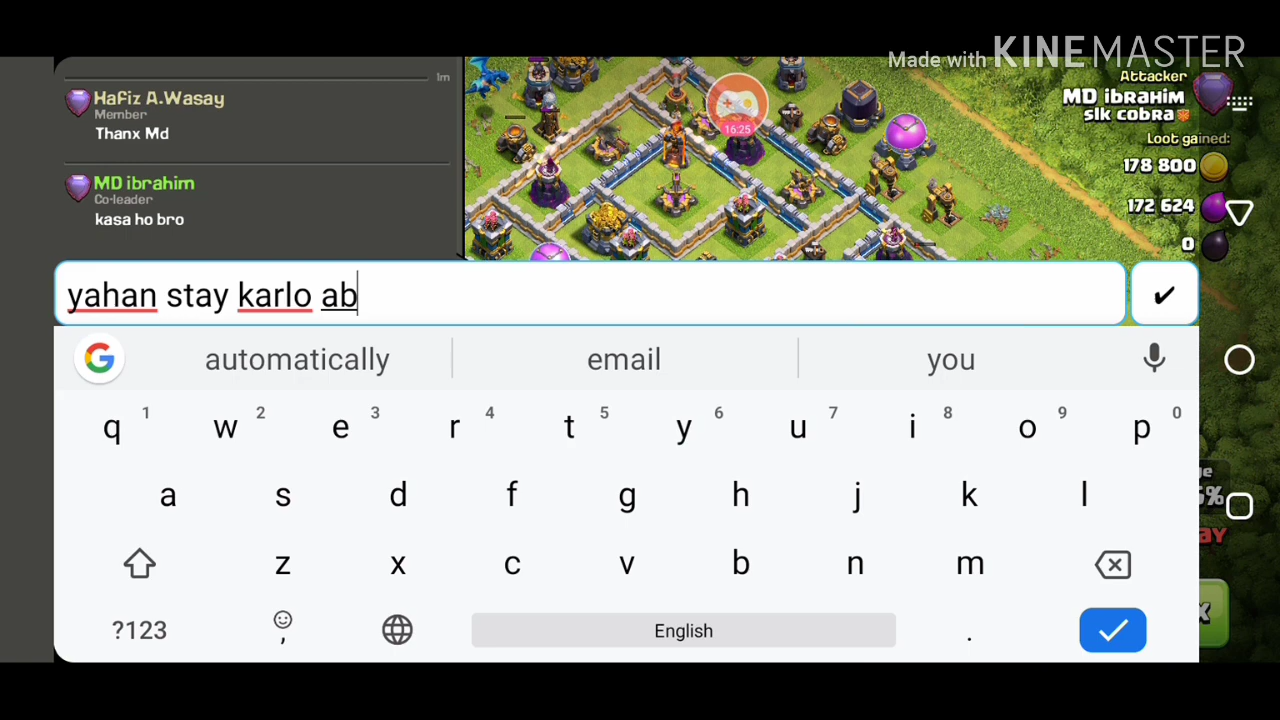 Made with KINEMASTER
1m
Hafiz A.Wasay
Member
Thanx Md
MD ibrahim
Co-leader
kasa ho bro
16:25
Attacker
MD ibrahim
slk cobra
Loot gained:
178 800
172 624
0
yahan stay karlo ab
automatically
email
you
q 1 w 2 e 3 r 4 t 5 y 6 u 7 i 8 o 9 p 0
a s d f g h j k l
z x c v b n m
?123 , English .